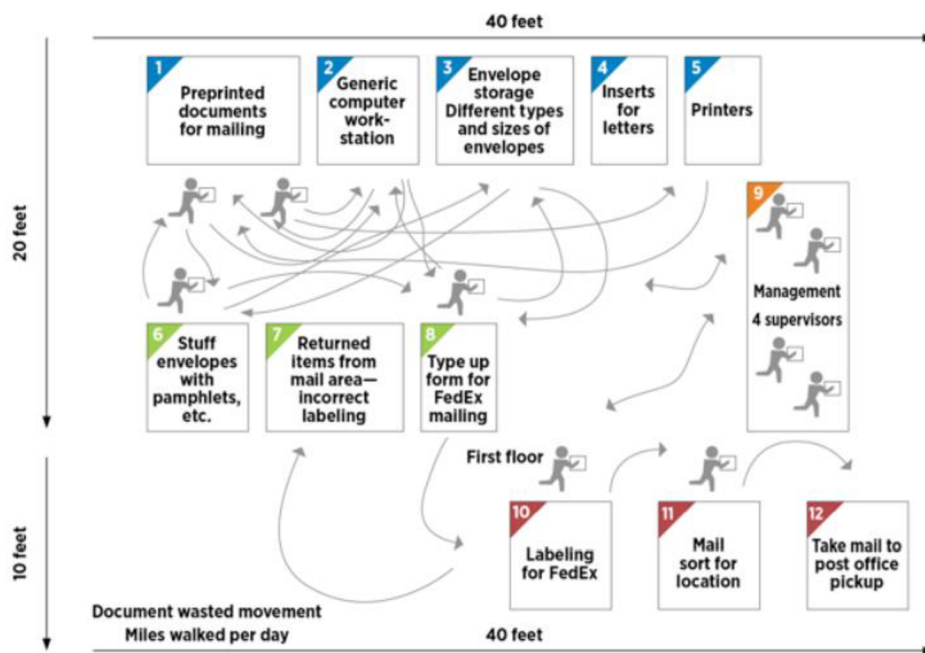 40 feet
20 feet
1
Preprinted
documents
for mailing
2
Generic
computer
work-
station
3
Envelope
storage
Different types
and sizes of
envelopes
4
Inserts
for
letters
5
Printers
9
Management
4 supervisors
6
Stuff
envelopes
with
pamphlets,
etc.
7
Returned
items from
mail area—
incorrect
labeling
8
Type up
form for
FedEx
mailing
10 feet
First floor
10
Labeling
for FedEx
11
Mail
sort for
location
12
Take mail to
post office
pickup
Document wasted movement
Miles walked per day
40 feet